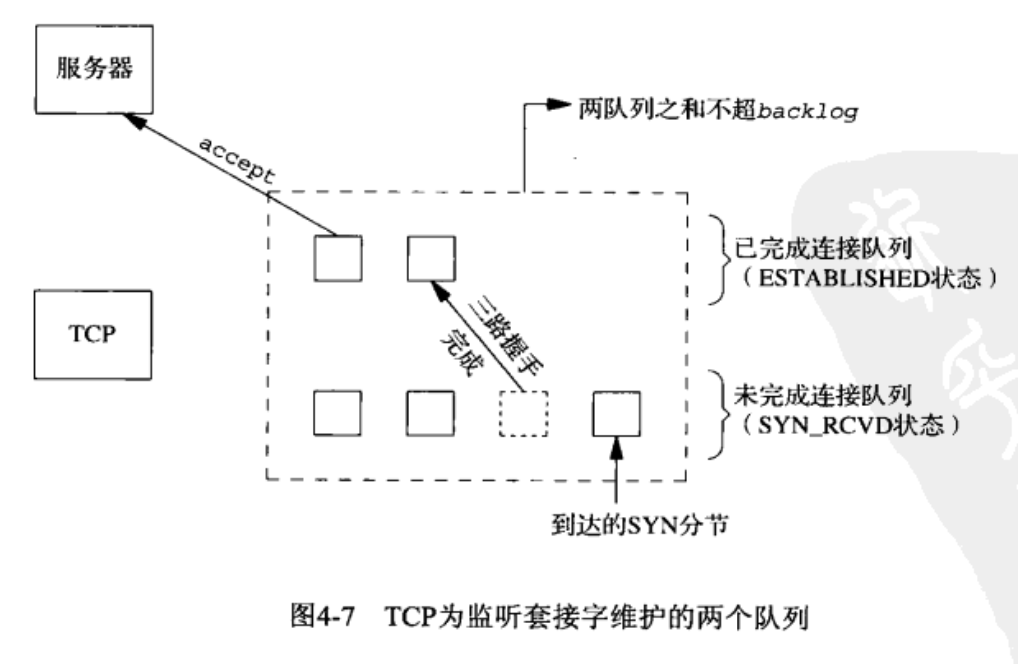 服务器
两队列之和不超backlog
accept
已完成连接队列
（ESTABLISHED状态）
TCP
三路握手
完成
未完成连接队列
（SYN_RCVD状态）
到达的SYN分节
图4-7 TCP为监听套接字维护的两个队列